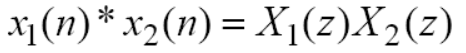 x₁(n) * x₂(n) = X₁(z)X₂(z)